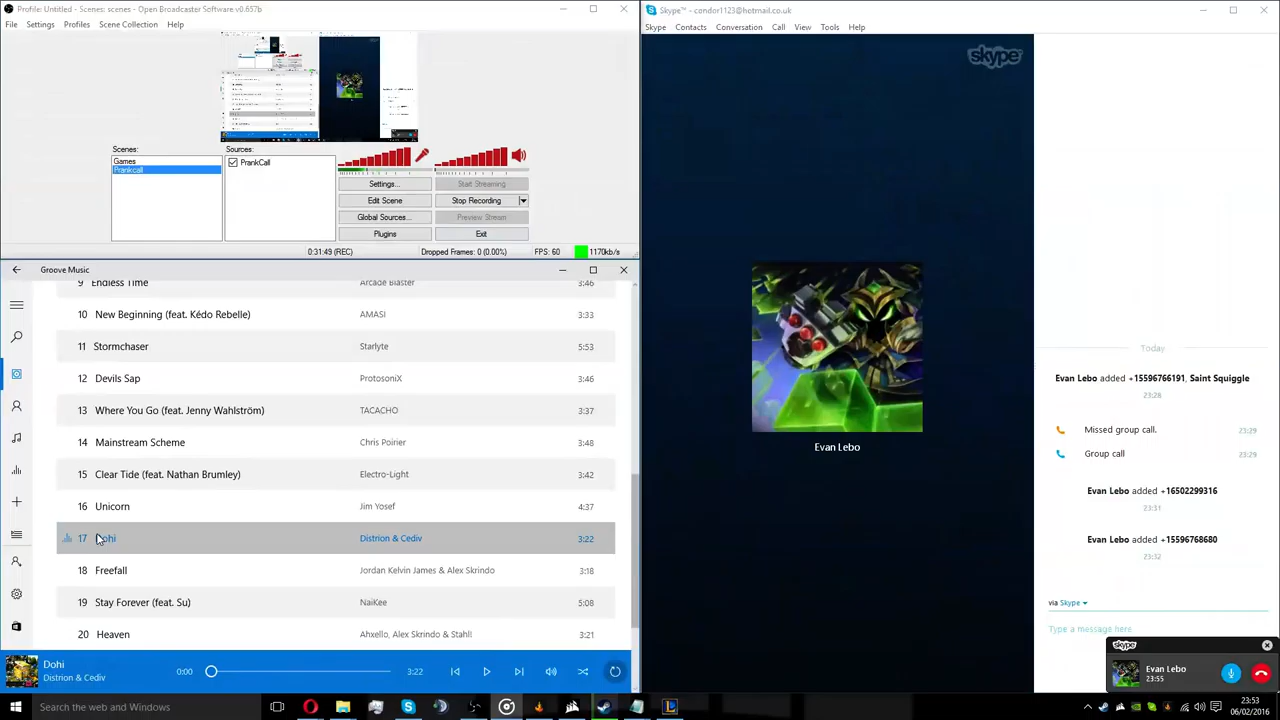 Profile: Untitled - Scenes: scenes - Open Broadcaster Software v0.657b
File Settings Profiles Scene Collection Help
Scenes:
Games
Prankcall
Sources:
PrankCall
Settings...
Start Streaming
Edit Scene
Stop Recording
Global Sources...
Preview Stream
Plugins
Exit
0:31:49 (REC)
Dropped Frames: 0 (0.00%)
FPS: 60
1170kb/s
Groove Music
9 Endless Time Arcade Blaster 3:46
10 New Beginning (feat. Kédo Rebelle) AMASI 3:33
11 Stormchaser Starlyte 5:53
12 Devils Sap ProtosoniX 3:46
13 Where You Go (feat. Jenny Wahlström) TACACHO 3:37
14 Mainstream Scheme Chris Poirier 3:48
15 Clear Tide (feat. Nathan Brumley) Electro-Light 3:42
16 Unicorn Jim Yosef 4:37
17 Dohi Distrion & Cediv 3:22
18 Freefall Jordan Kelvin James & Alex Skrindo 3:18
19 Stay Forever (feat. Su) NaiKee 5:08
20 Heaven Ahxello, Alex Skrindo & Stahl! 3:21
Dohi
Distrion & Cediv
0:00
3:22
Skype™ - condor1123@hotmail.co.uk
Skype Contacts Conversation Call View Tools Help
skype
Evan Lebo
Today
Evan Lebo added +15596766191, Saint Squiggle
23:28
Missed group call. 23:29
Group call 23:29
Evan Lebo added +16502299316
23:31
Evan Lebo added +15596768680
23:32
via Skype
Type a message here
skype
Evan Lebo
23:55
Search the web and Windows
23:53
06/02/2016